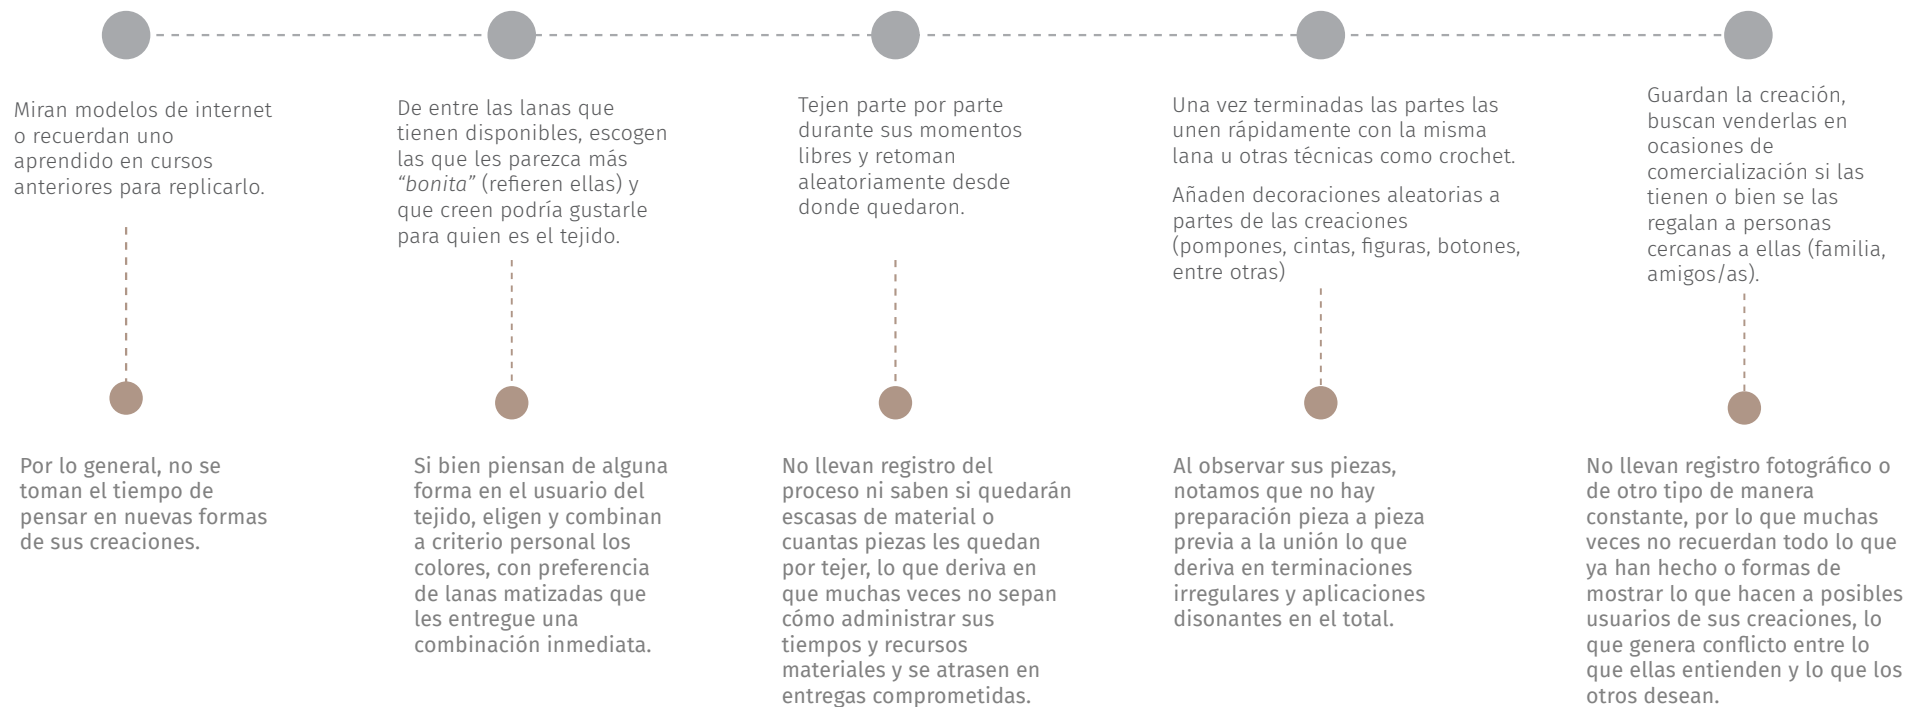 Miran modelos de internet
o recuerdan uno
aprendido en cursos
anteriores para replicarlo.
De entre las lanas que
tienen disponibles, escogen
las que les parezca más
“bonita” (refieren ellas) y
que creen podría gustarle
para quien es el tejido.
Tejen parte por parte
durante sus momentos
libres y retoman
aleatoriamente desde
donde quedaron.
Una vez terminadas las partes las
unen rápidamente con la misma
lana u otras técnicas como crochet.
Añaden decoraciones aleatorias a
partes de las creaciones
(pompones, cintas, figuras, botones,
entre otras)
Guardan la creación,
buscan venderlas en
ocasiones de
comercialización si las
tienen o bien se las
regalan a personas
cercanas a ellas (familia,
amigos/as).
Por lo general, no se
toman el tiempo de
pensar en nuevas formas
de sus creaciones.
Si bien piensan de alguna
forma en el usuario del
tejido, eligen y combinan
a criterio personal los
colores, con preferencia
de lanas matizadas que
les entregue una
combinación inmediata.
No llevan registro del
proceso ni saben si quedarán
escasas de material o
cuantas piezas les quedan
por tejer, lo que deriva en
que muchas veces no sepan
cómo administrar sus
tiempos y recursos
materiales y se atrasen en
entregas comprometidas.
Al observar sus piezas,
notamos que no hay
preparación pieza a pieza
previa a la unión lo que
deriva en terminaciones
irregulares y aplicaciones
disonantes en el total.
No llevan registro fotográfico o
de otro tipo de manera
constante, por lo que muchas
veces no recuerdan todo lo que
ya han hecho o formas de
mostrar lo que hacen a posibles
usuarios de sus creaciones, lo
que genera conflicto entre lo
que ellas entienden y lo que los
otros desean.